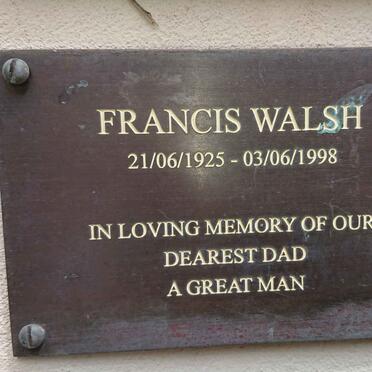 FRANCIS WALSH
21/06/1925 - 03/06/1998
IN LOVING MEMORY OF OUR
DEAREST DAD
A GREAT MAN